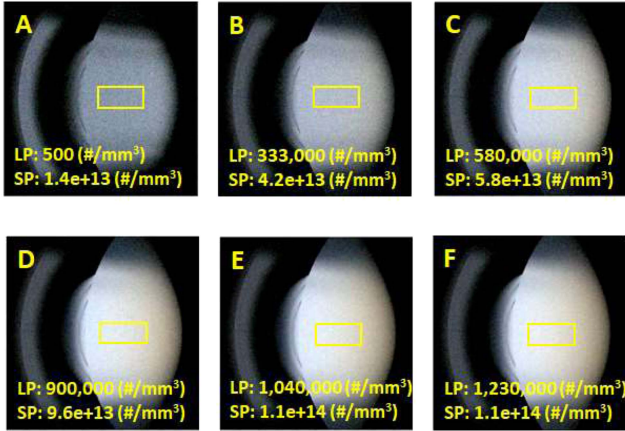 A
LP: 500 (#/mm³)
SP: 1.4e+13 (#/mm³)
B
LP: 333,000 (#/mm³)
SP: 4.2e+13 (#/mm³)
C
LP: 580,000 (#/mm³)
SP: 5.8e+13 (#/mm³)
D
LP: 900,000 (#/mm³)
SP: 9.6e+13 (#/mm³)
E
LP: 1,040,000 (#/mm³)
SP: 1.1e+14 (#/mm³)
F
LP: 1,230,000 (#/mm³)
SP: 1.1e+14 (#/mm³)